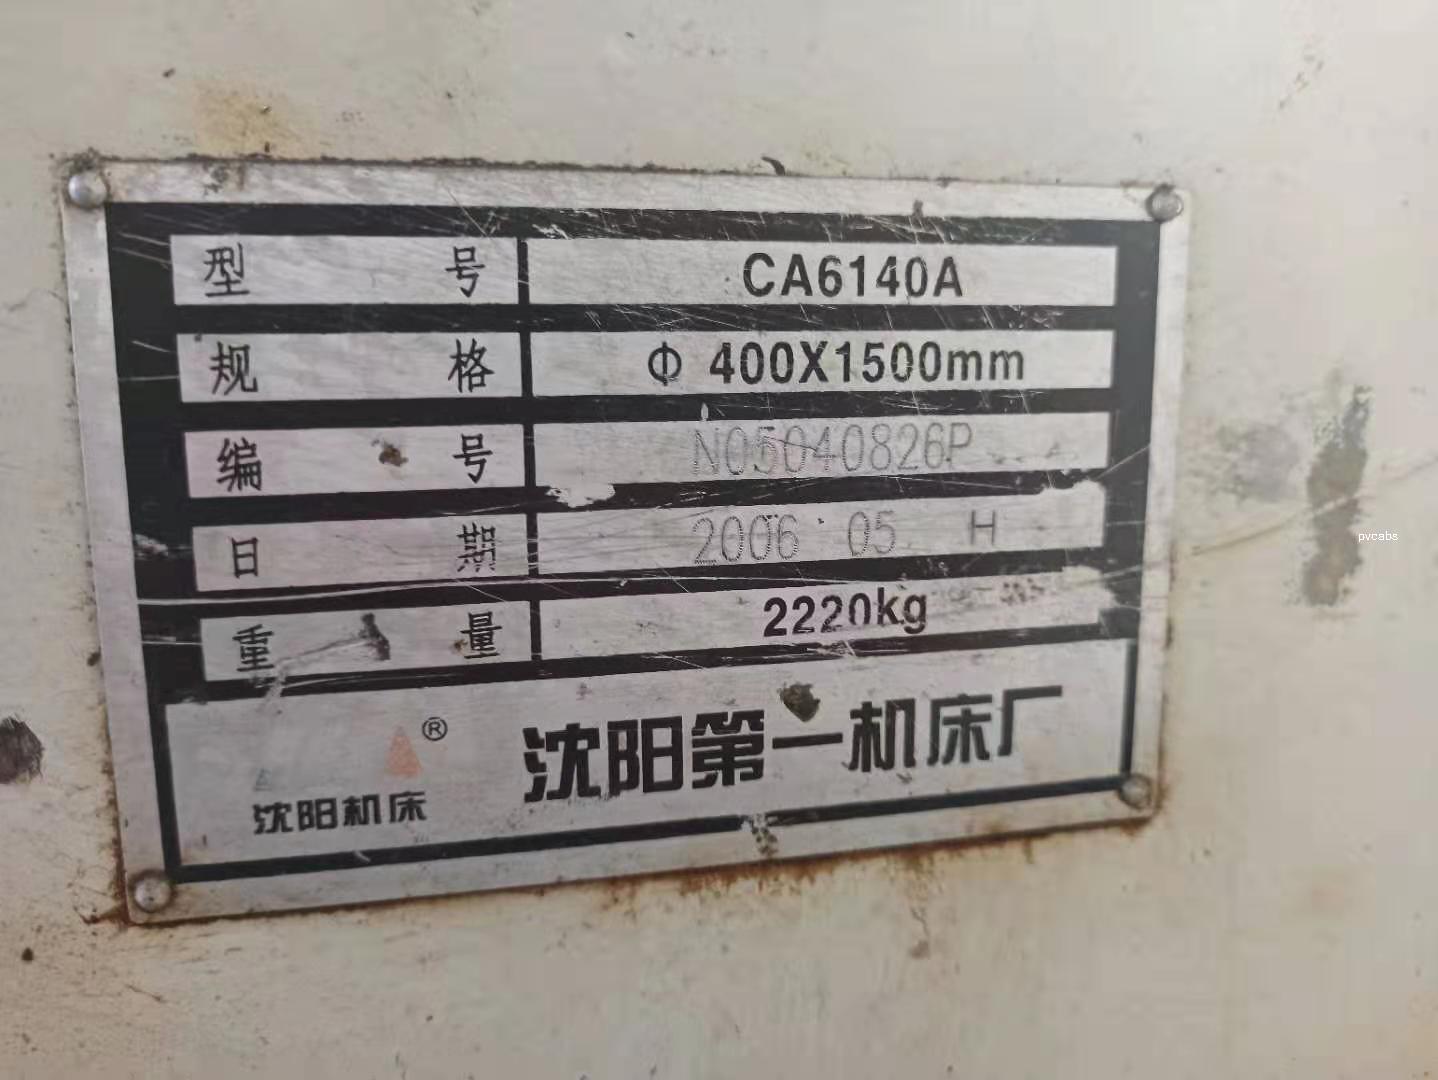 型号 CA6140A
规格 Φ 400X1500mm
编号 N05040826P
日期 2006 05 H
重量 2220kg
® 沈阳第一机床厂
沈阳机床
pvcabs